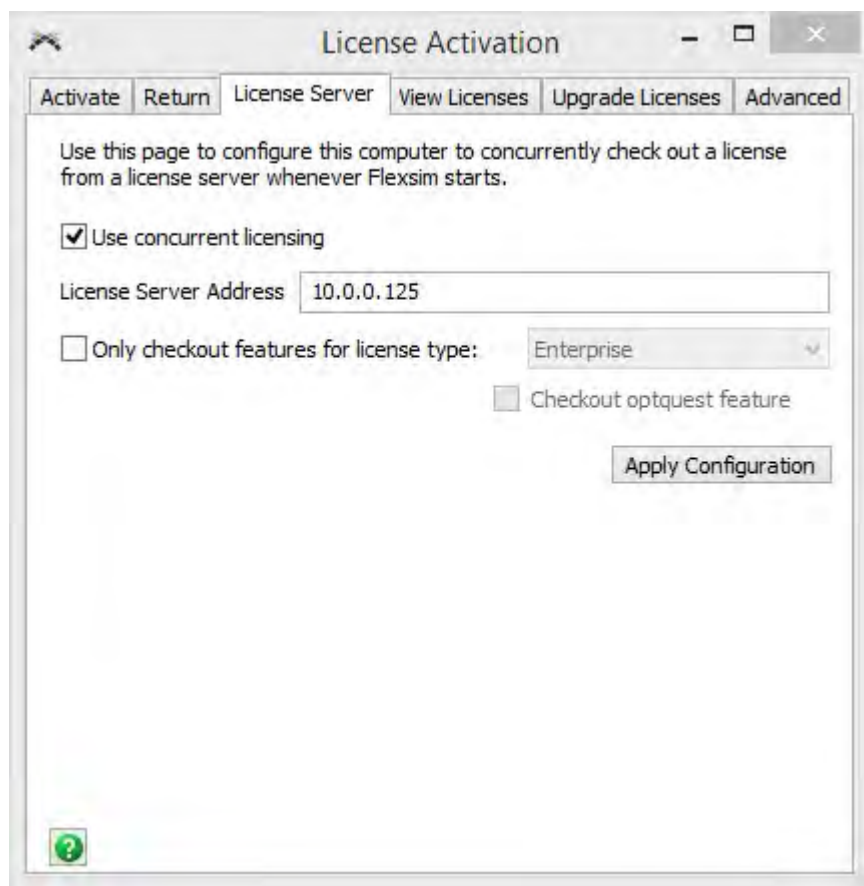 License Activation
Activate Return License Server View Licenses Upgrade Licenses Advanced
Use this page to configure this computer to concurrently check out a license
from a license server whenever Flexsim starts.
Use concurrent licensing
License Server Address 10.0.0.125
Only checkout features for license type: Enterprise
Checkout optquest feature
Apply Configuration
?